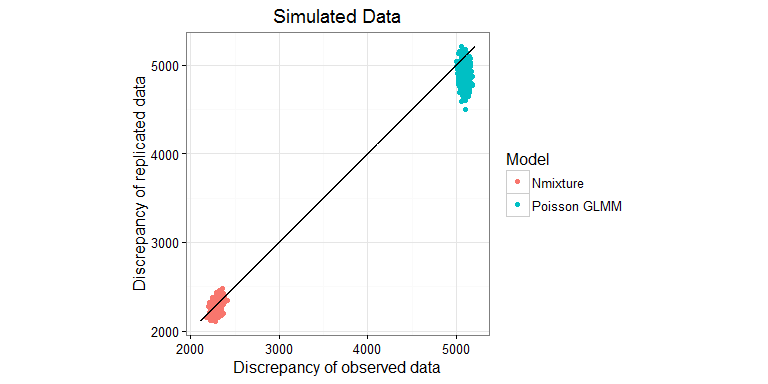 Simulated Data
Discrepancy of replicated data
5000
4000
3000
2000
2000 3000 4000 5000
Discrepancy of observed data
Model
Nmixture
Poisson GLMM